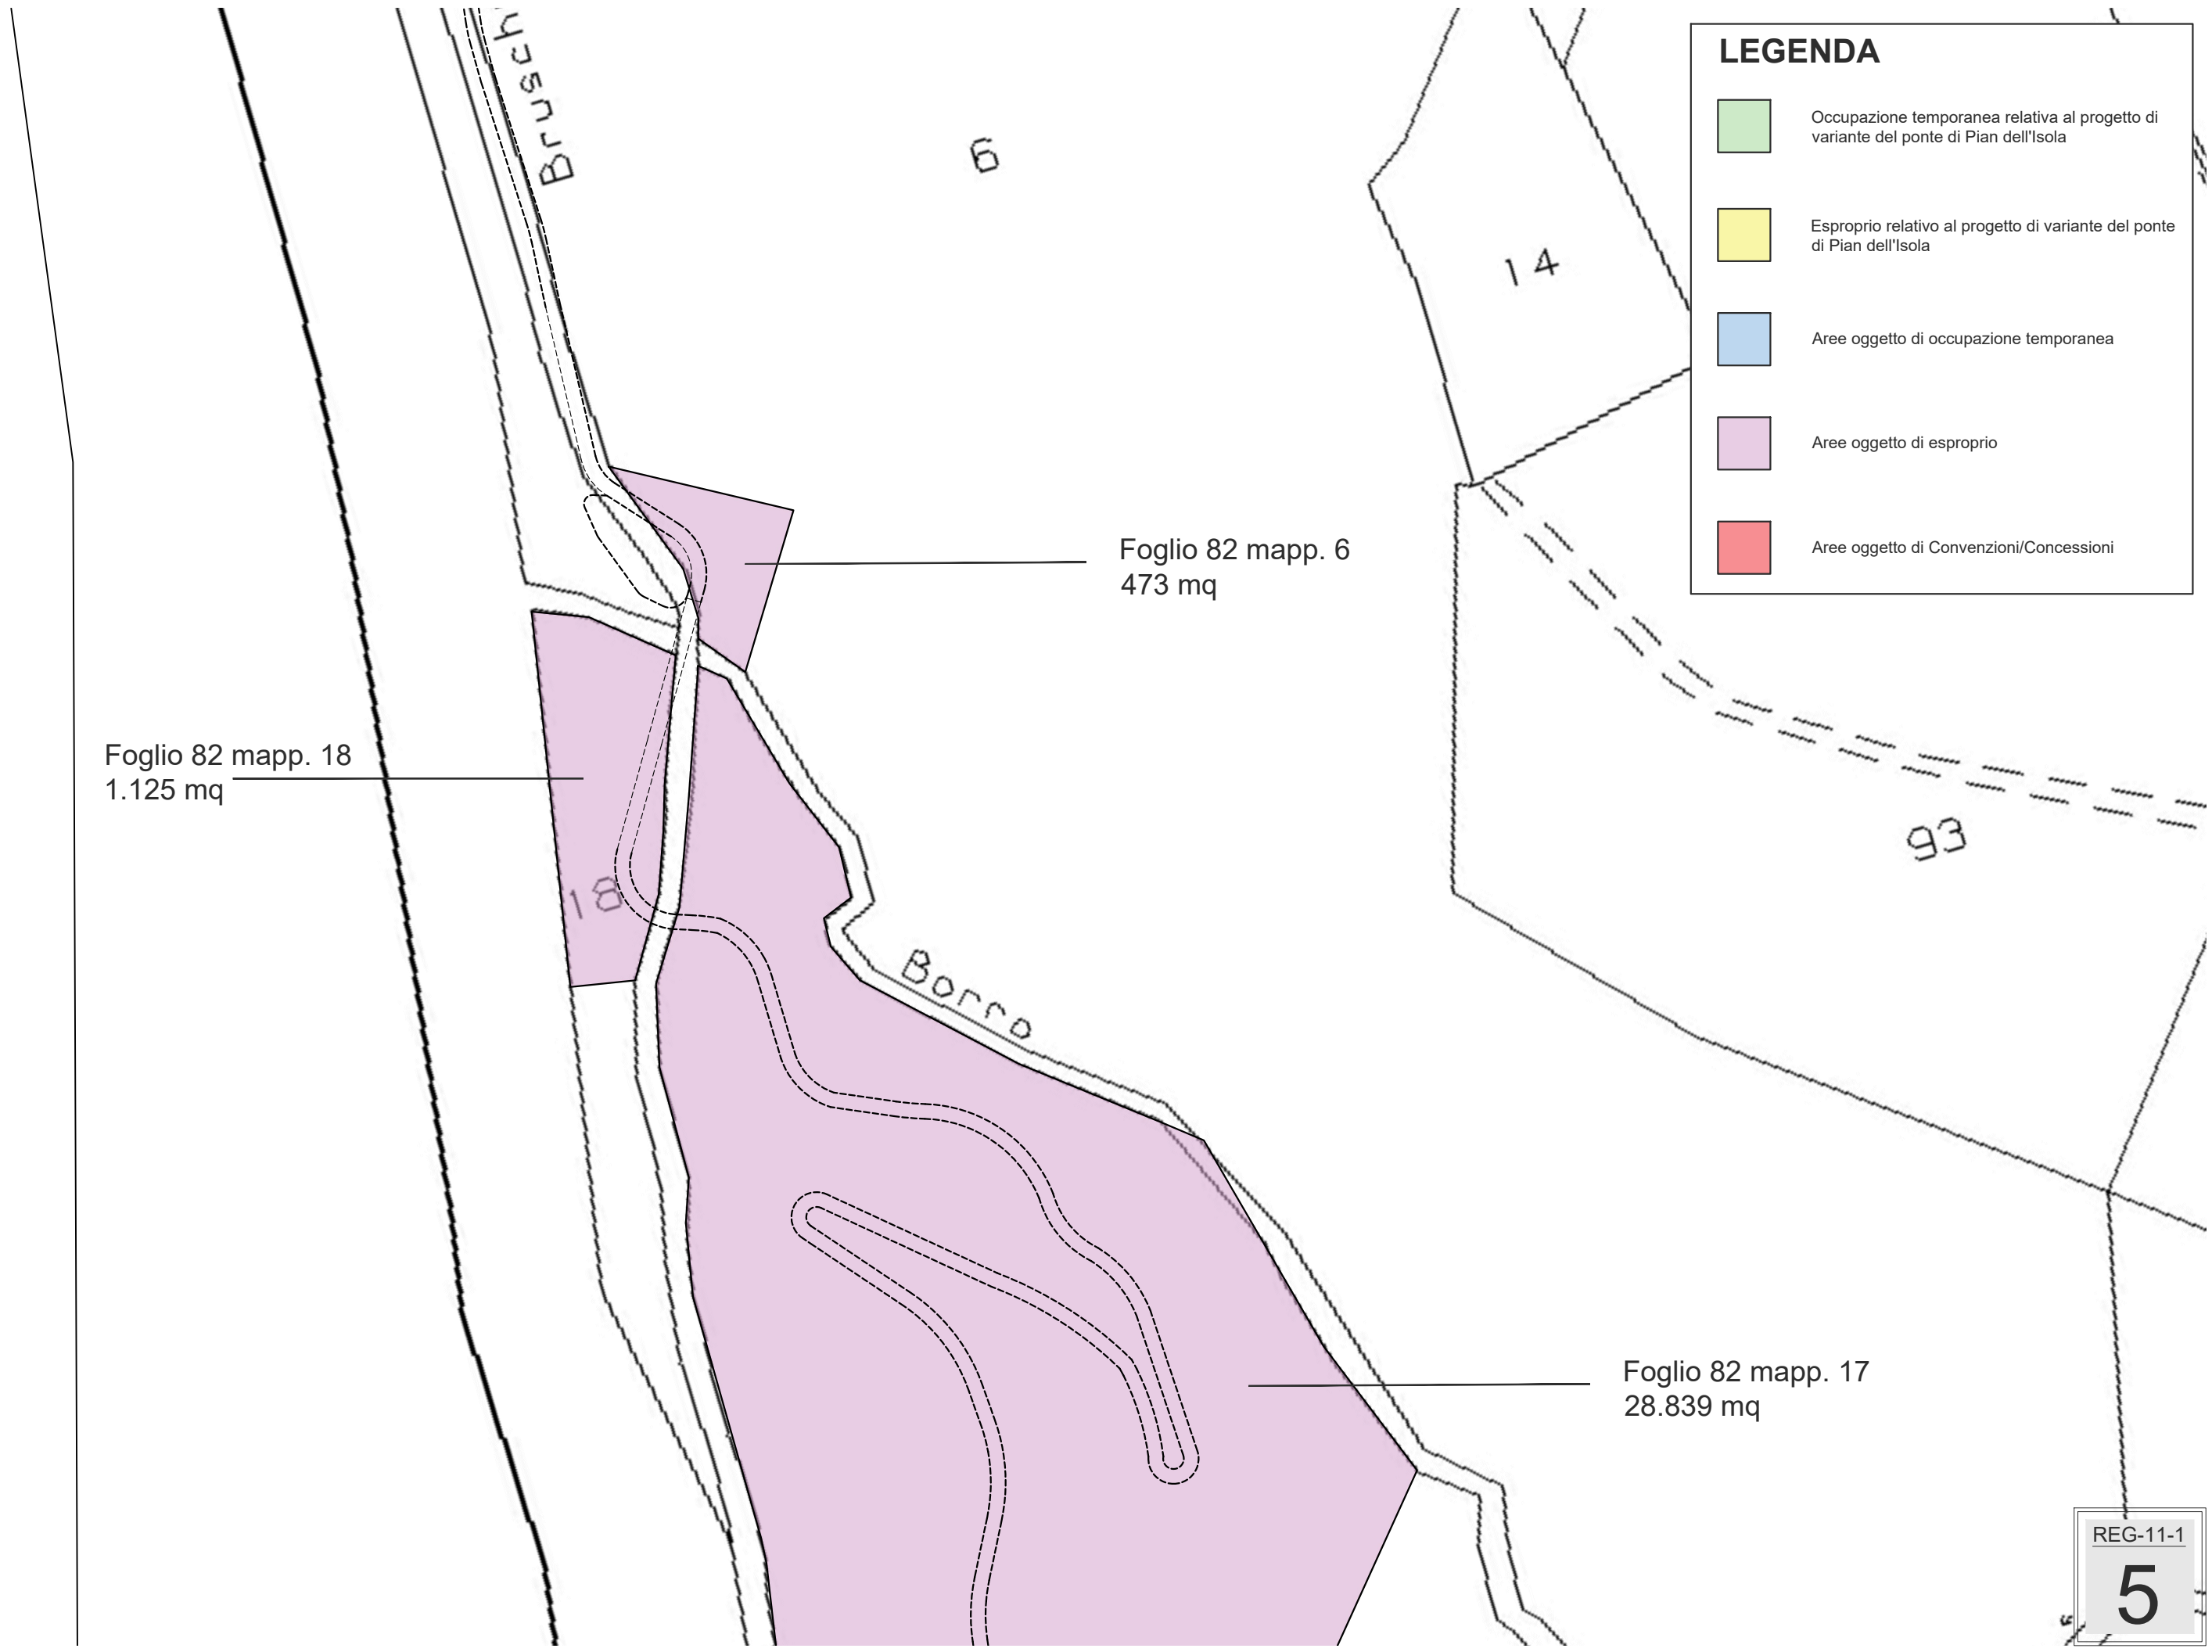 Brusch
6
14
LEGENDA
Occupazione temporanea relativa al progetto di
variante del ponte di Pian dell'Isola
Esproprio relativo al progetto di variante del ponte
di Pian dell'Isola
Aree oggetto di occupazione temporanea
Aree oggetto di esproprio
Aree oggetto di Convenzioni/Concessioni
Foglio 82 mapp. 6
473 mq
Foglio 82 mapp. 18
1.125 mq
93
18
Borro
Foglio 82 mapp. 17
28.839 mq
REG-11-1
5